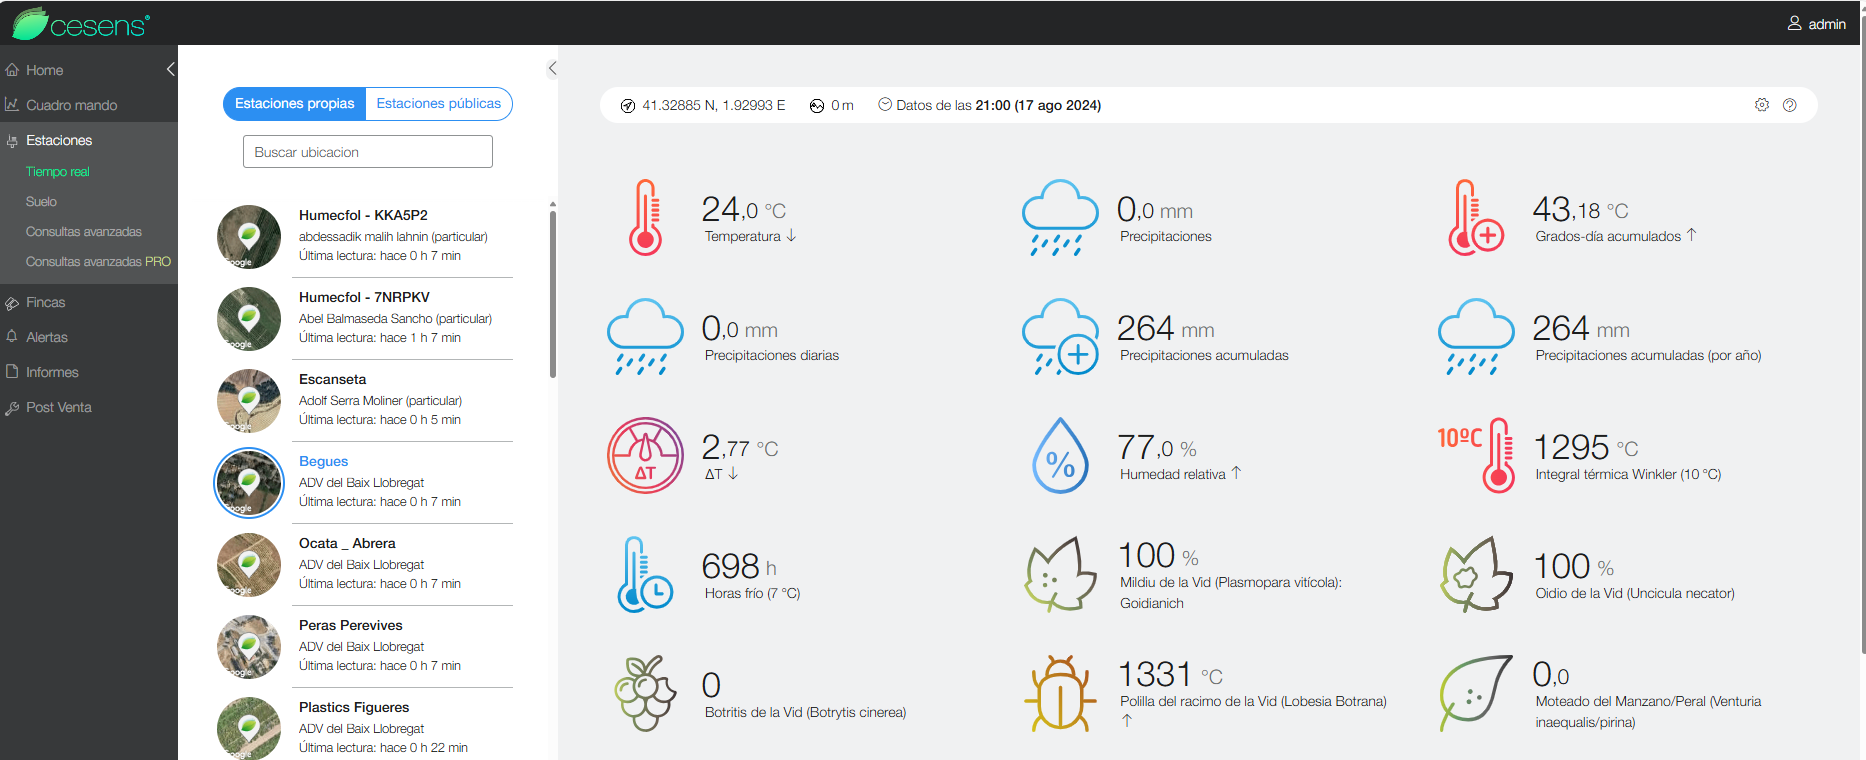 cesens®
admin
Home
Cuadro mando
Estaciones
Tiempo real
Suelo
Consultas avanzadas
Consultas avanzadas PRO
Fincas
Alertas
Informes
Post Venta
Estaciones propias
Estaciones públicas
Buscar ubicacion
Humecfol - KKA5P2
abdessadik malih lahnin (particular)
Última lectura: hace 0 h 7 min
Google
Humecfol - 7NRPKV
Abel Balmaseda Sancho (particular)
Última lectura: hace 1 h 7 min
Google
Escanseta
Adolf Serra Moliner (particular)
Última lectura: hace 0 h 5 min
Google
Begues
ADV del Baix Llobregat
Última lectura: hace 0 h 7 min
Google
Ocata _ Abrera
ADV del Baix Llobregat
Última lectura: hace 0 h 7 min
Google
Peras Perevives
ADV del Baix Llobregat
Última lectura: hace 0 h 7 min
Google
Plastics Figueres
ADV del Baix Llobregat
Última lectura: hace 0 h 22 min
Google
41.32885 N, 1.92993 E
0 m
Datos de las 21:00 (17 ago 2024)
24,0 °C
Temperatura ↓
0,0 mm
Precipitaciones
43,18 °C
Grados-día acumulados ↑
0,0 mm
Precipitaciones diarias
264 mm
Precipitaciones acumuladas
264 mm
Precipitaciones acumuladas (por año)
ΔT
2,77 °C
ΔT ↓
%
77,0 %
Humedad relativa ↑
10ºC
1295 °C
Integral térmica Winkler (10 °C)
698 h
Horas frío (7 °C)
100 %
Mildiu de la Vid (Plasmopara vitícola):
Goidianich
100 %
Oidio de la Vid (Uncicula necator)
0
Botritis de la Vid (Botrytis cinerea)
1331 °C
Polilla del racimo de la Vid (Lobesia Botrana)
↑
0,0
Moteado del Manzano/Peral (Venturia
inaequalis/pirina)